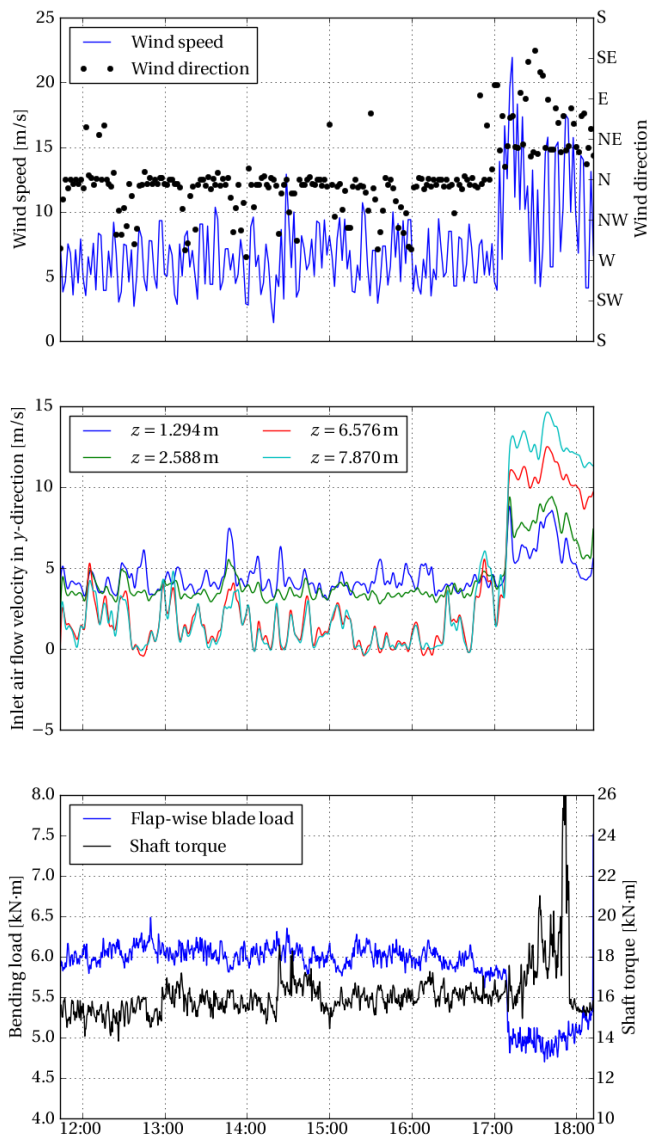 25
20
15
10
5
0
Wind speed [m/s]
Wind speed
Wind direction
S
SE
E
NE
N
NW
W
SW
S
Wind direction
15
10
5
0
−5
Inlet air flow velocity in y-direction [m/s]
z = 1.294 m
z = 2.588 m
z = 6.576 m
z = 7.870 m
8.0
7.5
7.0
6.5
6.0
5.5
5.0
4.5
4.0
Bending load [kN·m]
Flap-wise blade load
Shaft torque
26
24
22
20
18
16
14
12
10
Shaft torque [kN·m]
12:00 13:00 14:00 15:00 16:00 17:00 18:00